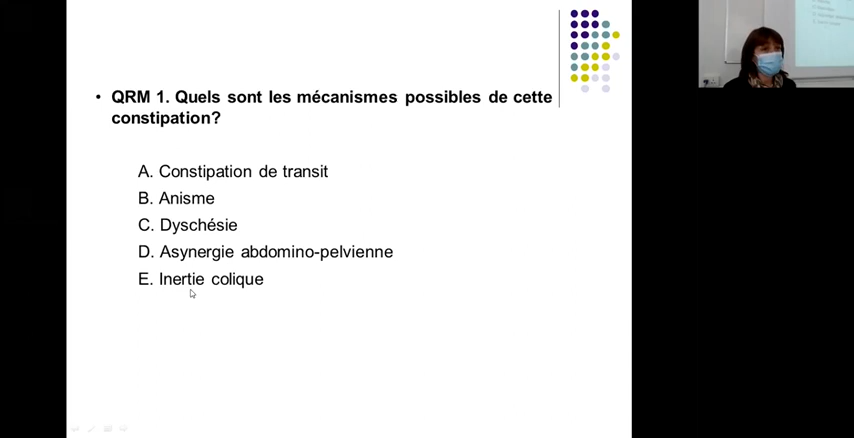 • QRM 1. Quels sont les mécanismes possibles de cette
constipation?
A. Constipation de transit
B. Anisme
C. Dyschésie
D. Asynergie abdomino-pelvienne
E. Inertie colique